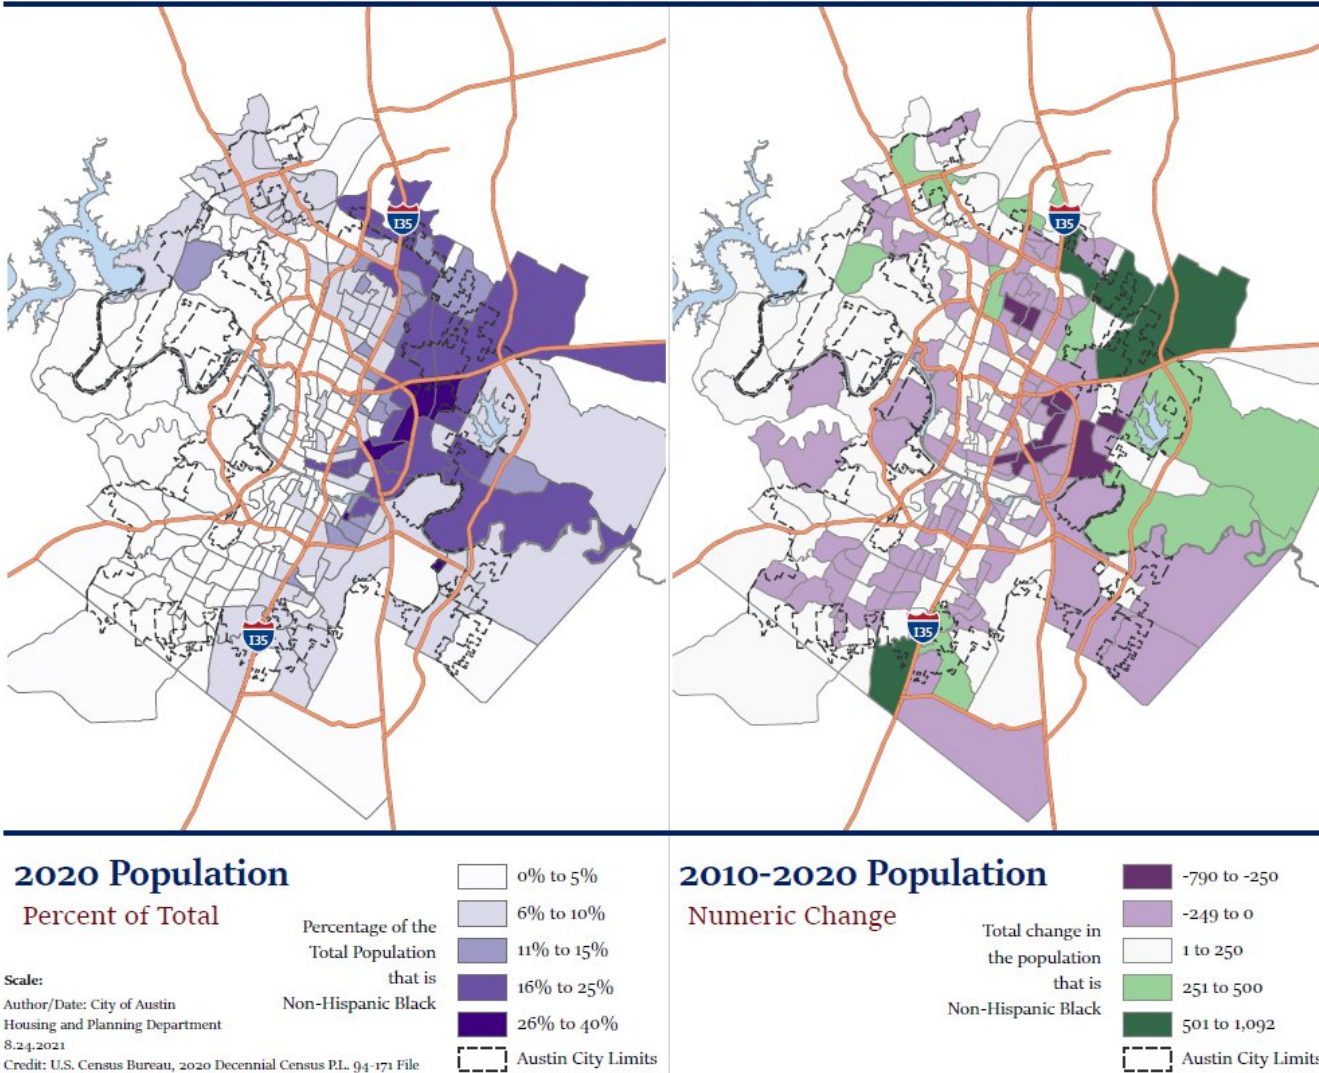 I35
I35
I35
I35
2020 Population
Percent of Total
Percentage of the
Total Population
that is
Non-Hispanic Black
0% to 5%
6% to 10%
11% to 15%
16% to 25%
26% to 40%
Austin City Limits
Scale:
Author/Date: City of Austin
Housing and Planning Department
8.24.2021
Credit: U.S. Census Bureau, 2020 Decennial Census P.L. 94-171 File
2010-2020 Population
Numeric Change
Total change in
the population
that is
Non-Hispanic Black
-790 to -250
-249 to 0
1 to 250
251 to 500
501 to 1,092
Austin City Limits